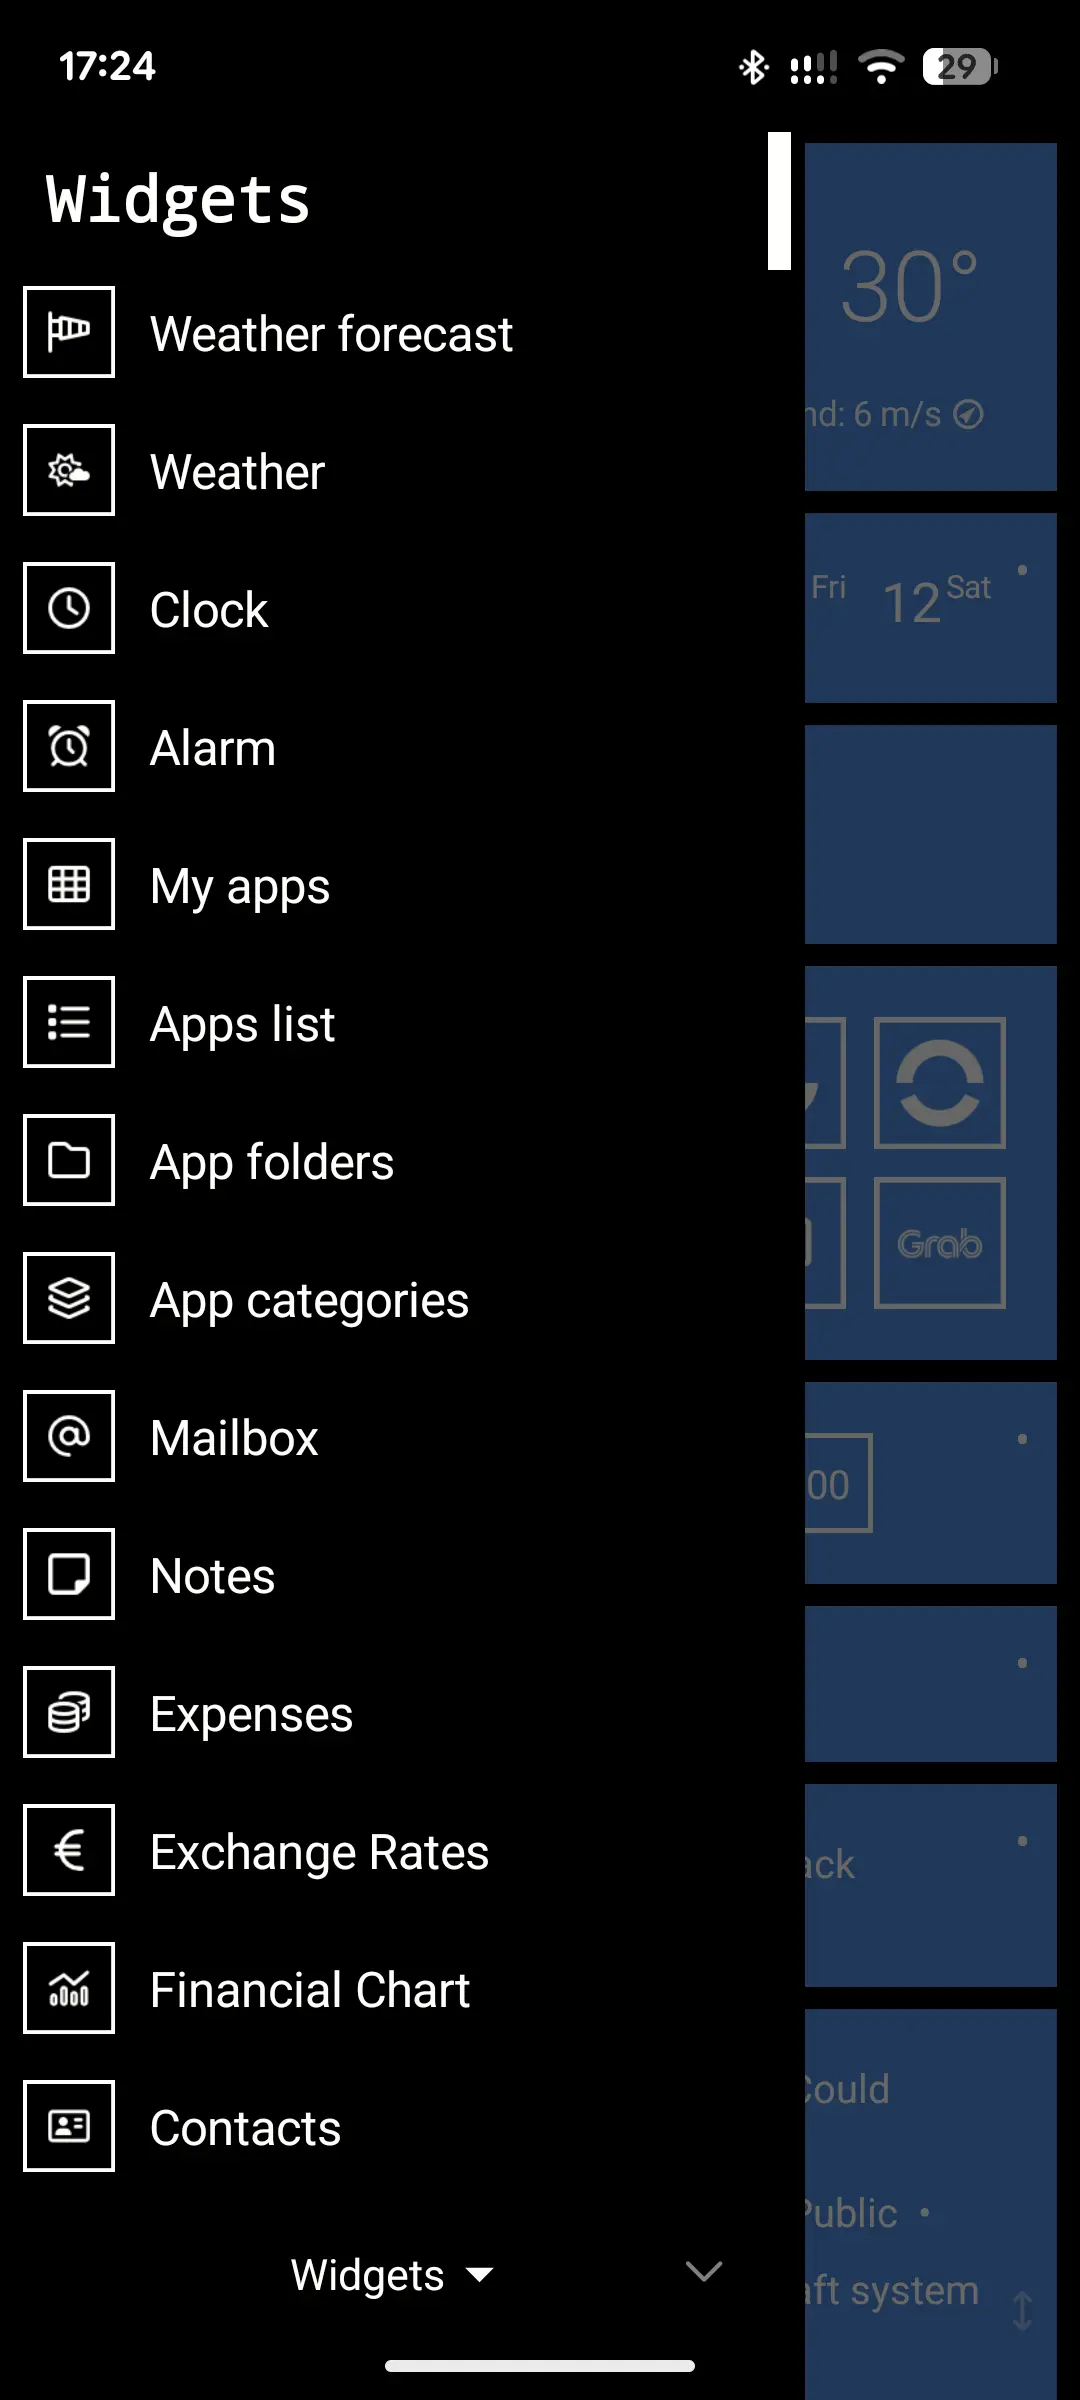 17:24
29
Widgets
30°
nd: 6 m/s
Weather forecast
Weather
Fri 12 Sat
Clock
Alarm
My apps
Apps list
App folders
Grab
App categories
Mailbox
00
Notes
Expenses
Exchange Rates
ack
Financial Chart
Could
Contacts
Public •
aft system
Widgets